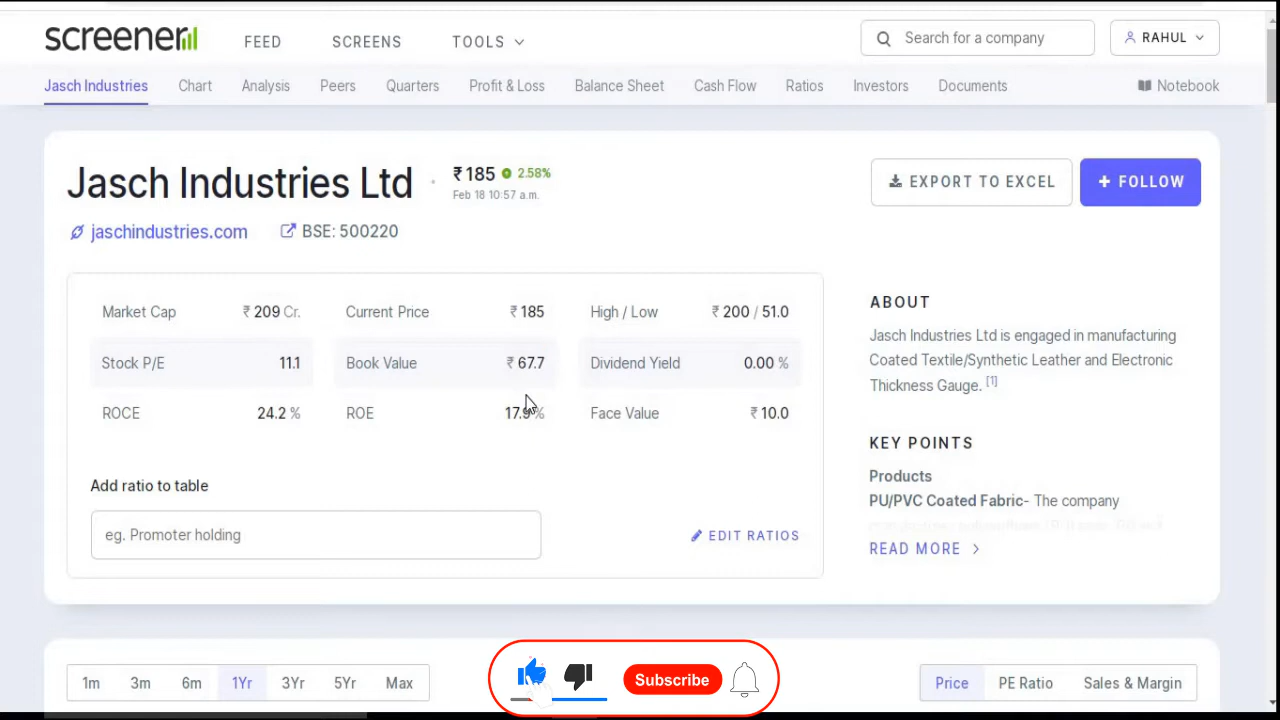 screener
FEED SCREENS TOOLS
Search for a company
RAHUL
Jasch Industries Chart Analysis Peers Quarters Profit & Loss Balance Sheet Cash Flow Ratios Investors Documents Notebook
Jasch Industries Ltd
₹ 185 2.58%
Feb 18 10:57 a.m.
EXPORT TO EXCEL
+ FOLLOW
jaschindustries.com BSE: 500220
Market Cap ₹ 209 Cr. Current Price ₹ 185 High / Low ₹ 200 / 51.0
Stock P/E 11.1 Book Value ₹ 67.7 Dividend Yield 0.00 %
ROCE 24.2 % ROE 17.9 % Face Value ₹ 10.0
Add ratio to table
eg. Promoter holding
EDIT RATIOS
ABOUT
Jasch Industries Ltd is engaged in manufacturing
Coated Textile/Synthetic Leather and Electronic
Thickness Gauge. [1]
KEY POINTS
Products
PU/PVC Coated Fabric- The company
READ MORE
1m 3m 6m 1Yr 3Yr 5Yr Max
Subscribe
Price PE Ratio Sales & Margin